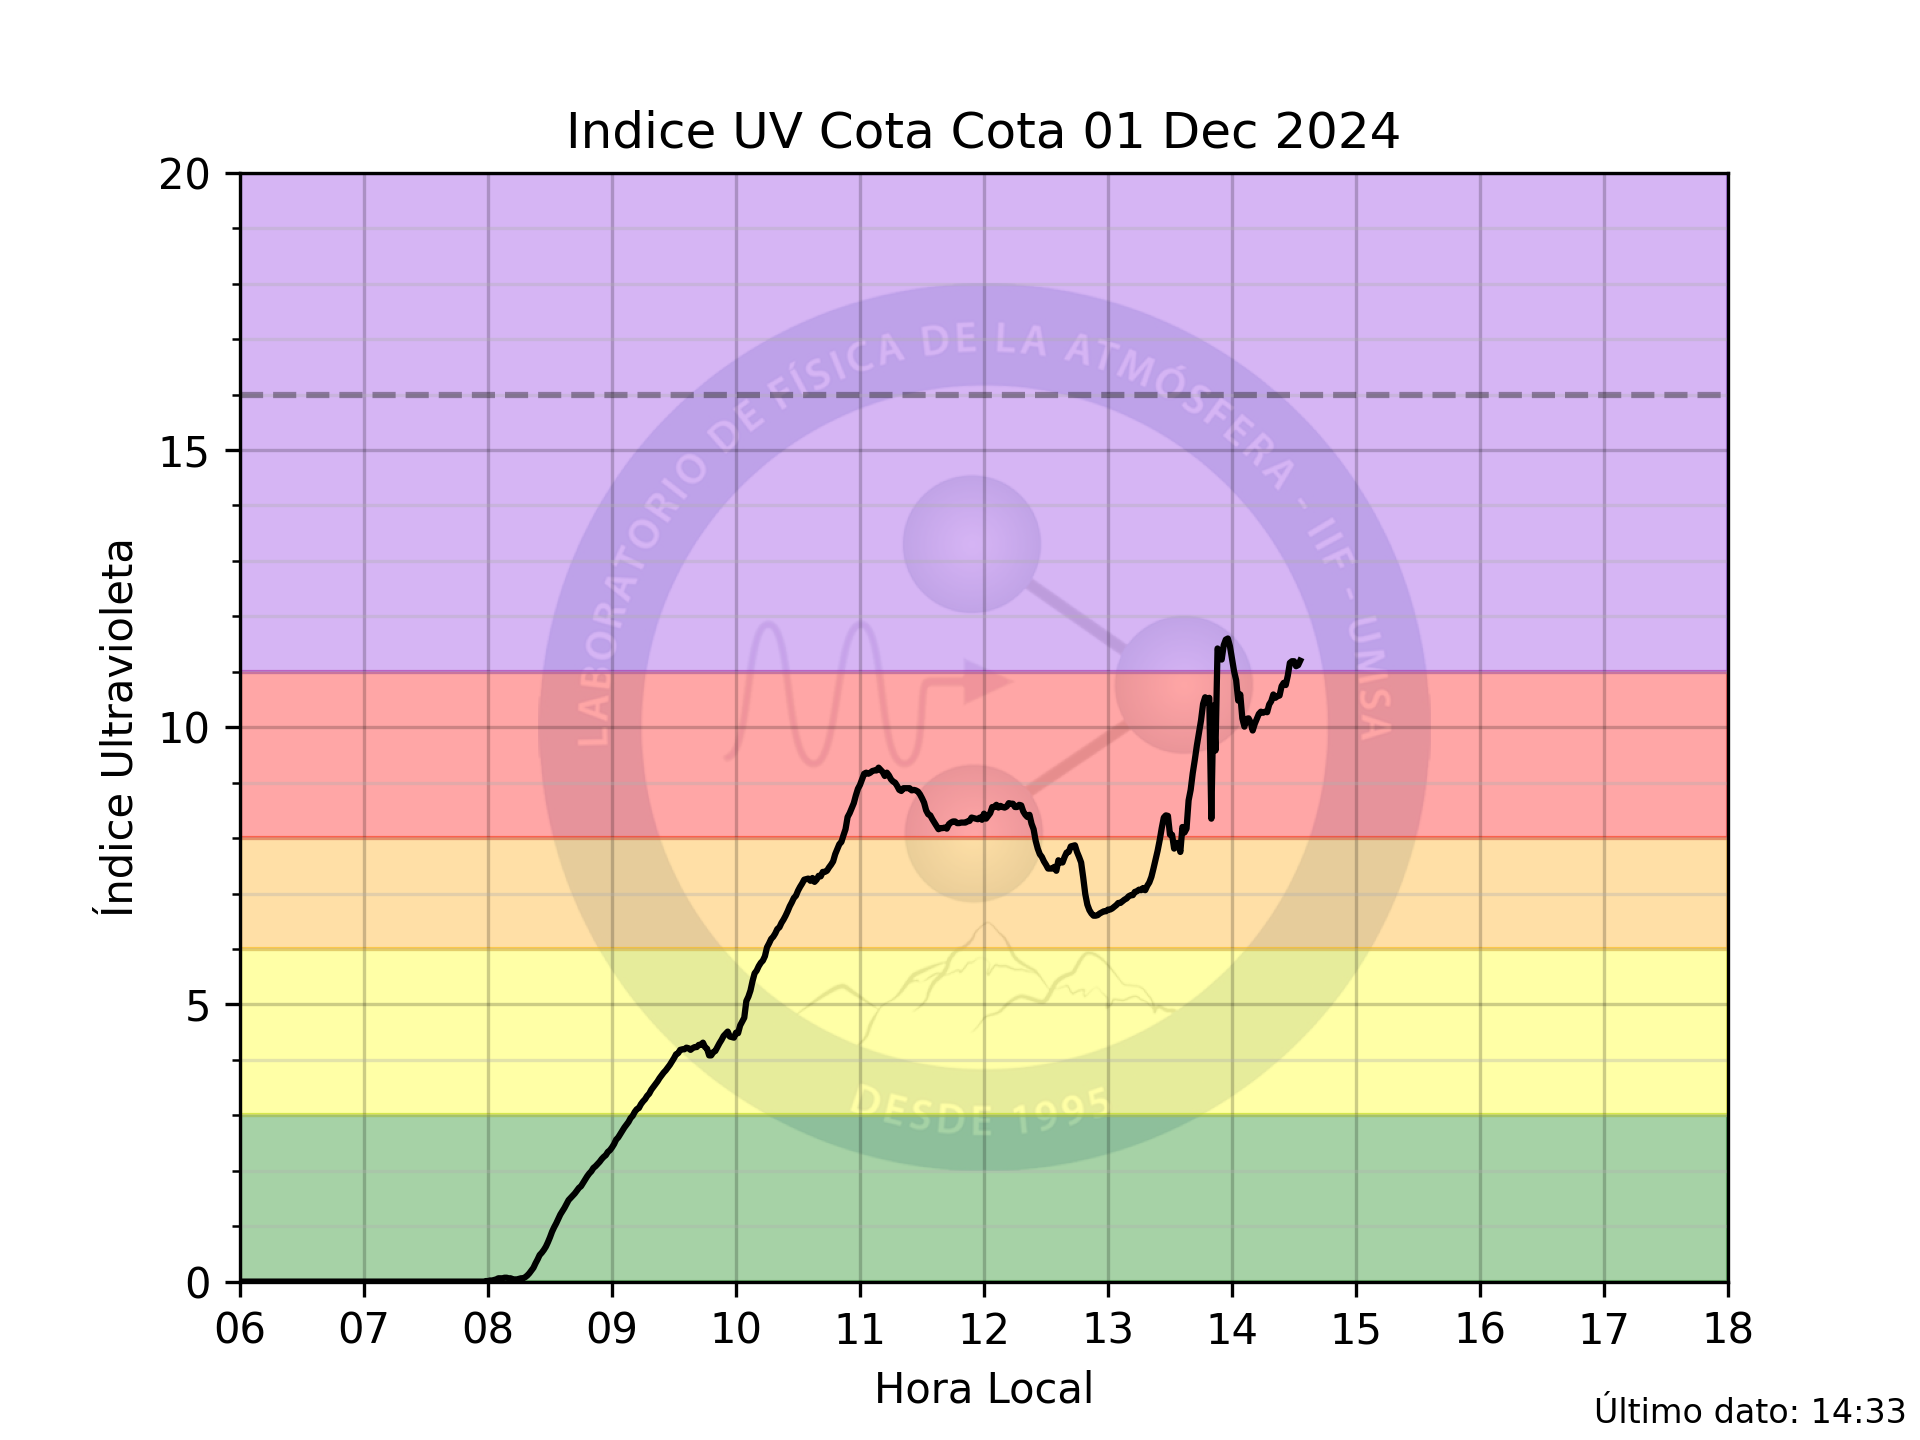 Indice UV Cota Cota 01 Dec 2024
20
15
10
5
0
Índice Ultravioleta
LABORATORIO DE FÍSICA DE LA ATMÓSFERA - IIF - UMSA
DESDE 1995
06 07 08 09 10 11 12 13 14 15 16 17 18
Hora Local
Último dato: 14:33